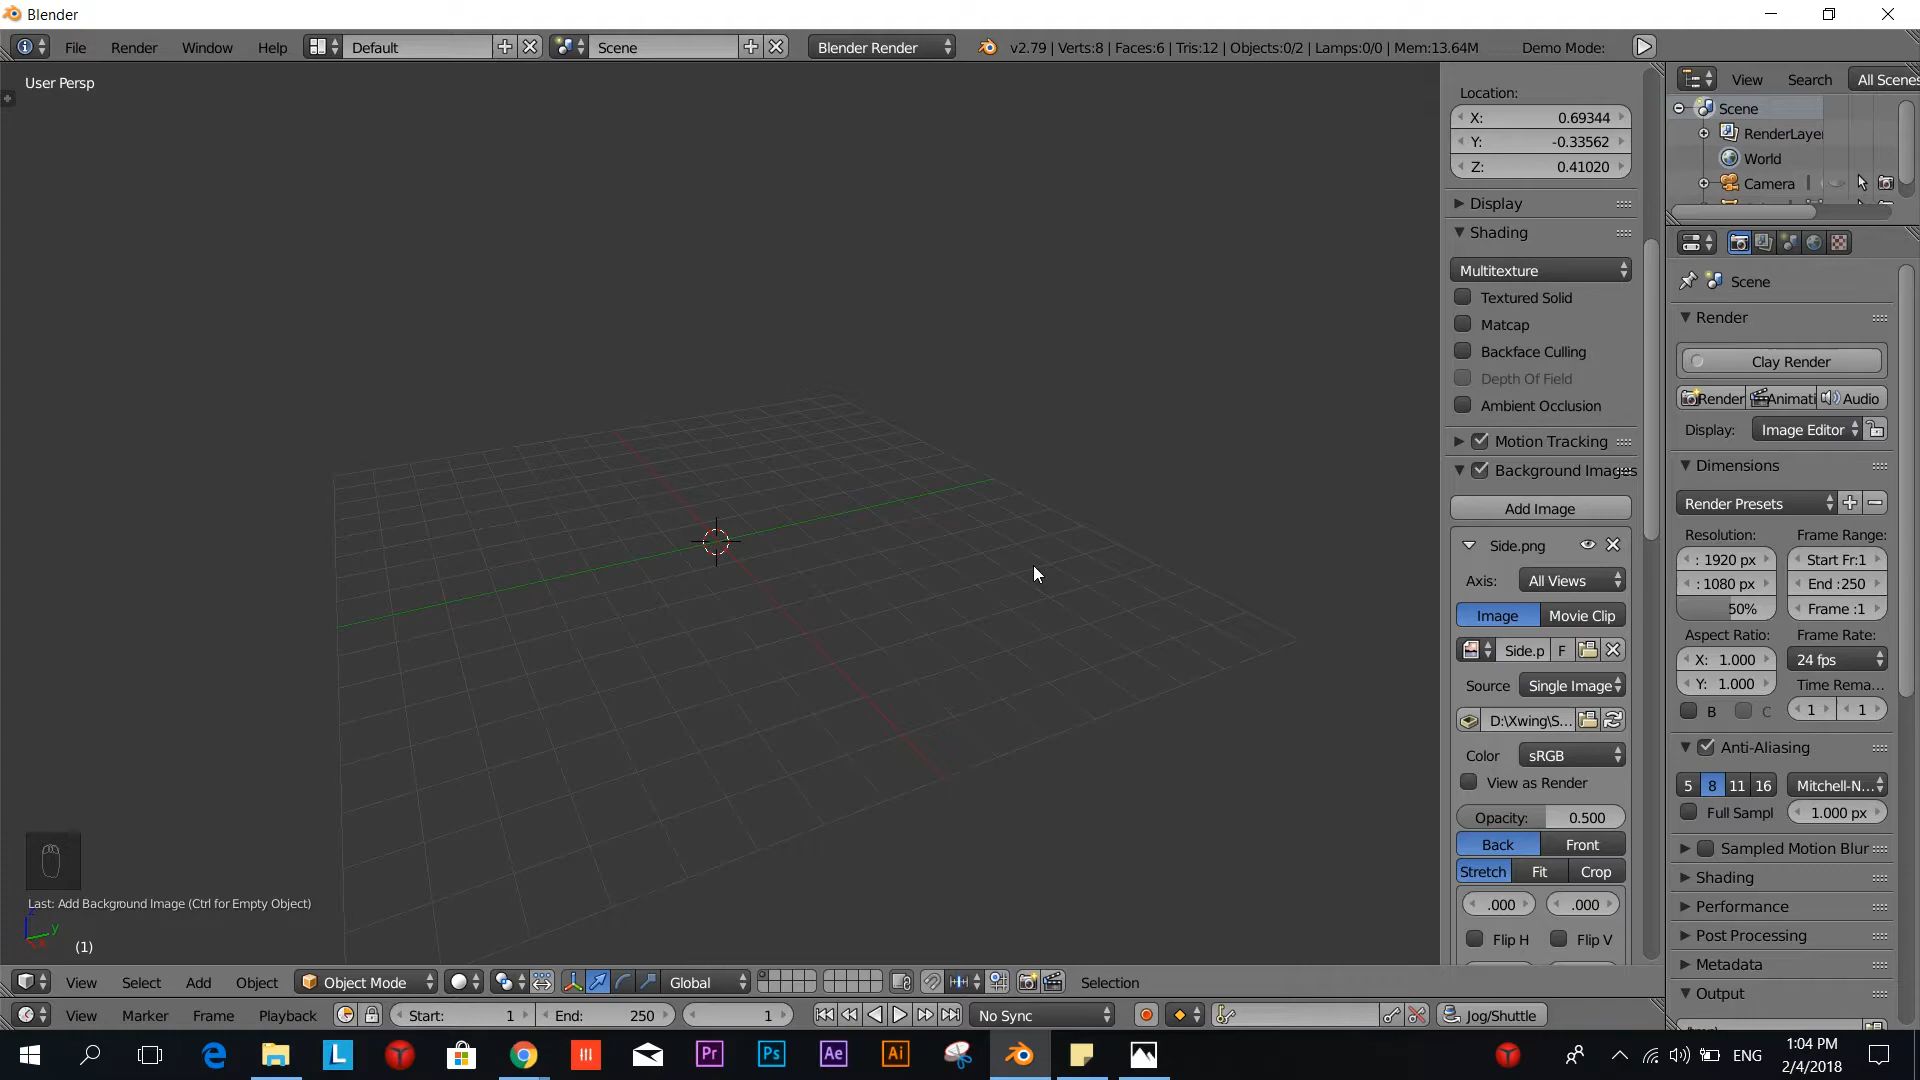 Blender
File Render Window Help Default Scene Blender Render v2.79 | Verts:8 | Faces:6 | Tris:12 | Objects:0/2 | Lamps:0/0 | Mem:13.64M Demo Mode:
User Persp
Location:
X: 0.69344
Y: -0.33562
Z: 0.41020
Display
Shading
Multitexture
Textured Solid
Matcap
Backface Culling
Depth Of Field
Ambient Occlusion
Motion Tracking
Background Images
Add Image
Side.png
Axis: All Views
Image Movie Clip
Side.p F
Source Single Image
D:\Xwing\S...
Color sRGB
View as Render
Opacity: 0.500
Back Front
Stretch Fit Crop
.000 .000
Flip H Flip V
View Search All Scenes
Scene
RenderLayer
World
Camera
Scene
Render
Clay Render
Render Animati Audio
Display: Image Editor
Dimensions
Render Presets
Resolution: Frame Range:
: 1920 px Start Fr:1
: 1080 px End :250
50% Frame :1
Aspect Ratio: Frame Rate:
X: 1.000 24 fps
Y: 1.000 Time Rema...
B C 1 1
Anti-Aliasing
5 8 11 16 Mitchell-N...
Full Sampl 1.000 px
Sampled Motion Blur
Shading
Performance
Post Processing
Metadata
Output
Last: Add Background Image (Ctrl for Empty Object)
z y x
(1)
View Select Add Object Object Mode Global Selection
View Marker Frame Playback Start: 1 End: 250 1 No Sync Jog/Shuttle
L Pr Ps Ae Ai ENG 1:04 PM
2/4/2018